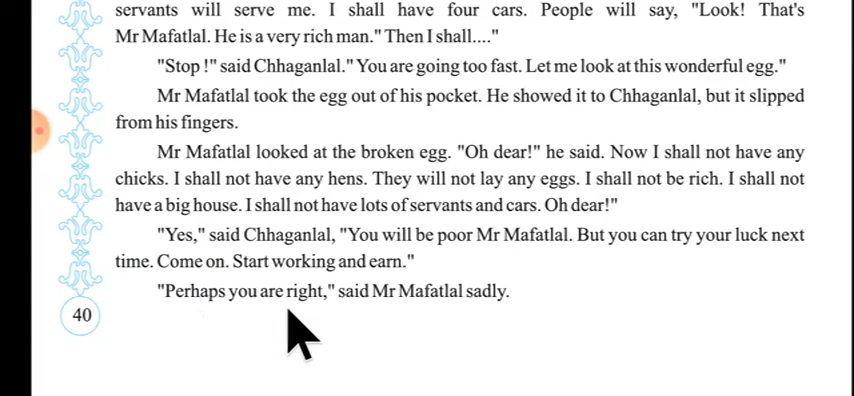 servants will serve me. I shall have four cars. People will say, "Look! That's
Mr Mafatlal. He is a very rich man." Then I shall...."
"Stop !" said Chhaganlal." You are going too fast. Let me look at this wonderful egg."
Mr Mafatlal took the egg out of his pocket. He showed it to Chhaganlal, but it slipped
from his fingers.
Mr Mafatlal looked at the broken egg. "Oh dear!" he said. Now I shall not have any
chicks. I shall not have any hens. They will not lay any eggs. I shall not be rich. I shall not
have a big house. I shall not have lots of servants and cars. Oh dear!"
"Yes," said Chhaganlal, "You will be poor Mr Mafatlal. But you can try your luck next
time. Come on. Start working and earn."
"Perhaps you are right," said Mr Mafatlal sadly.
40